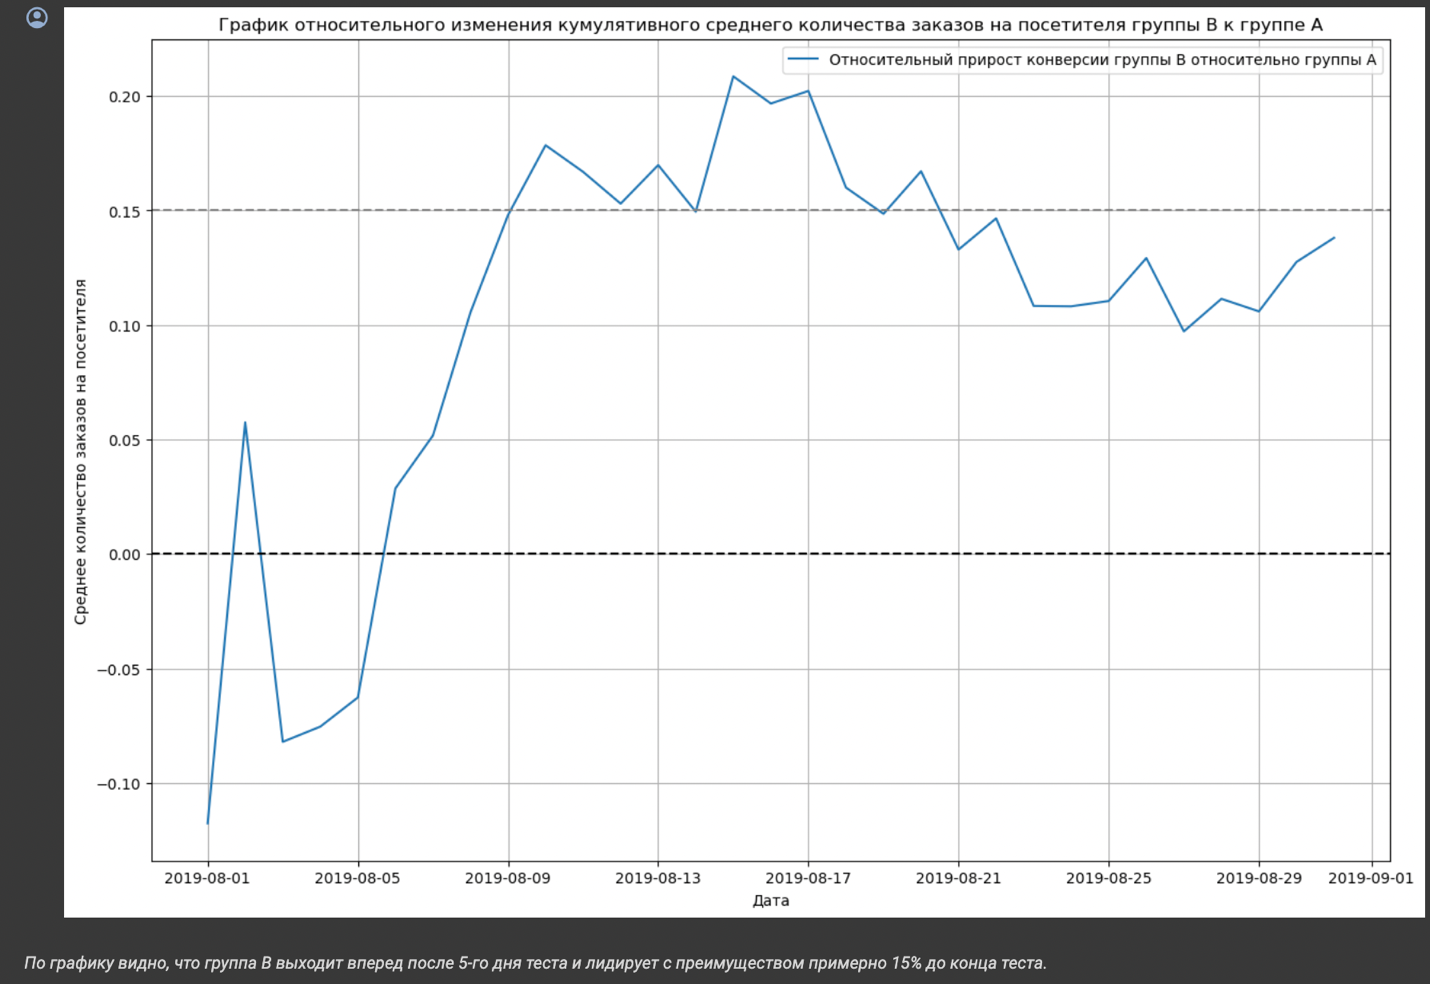 График относительного изменения кумулятивного среднего количества заказов на посетителя группы B к группе A
Относительный прирост конверсии группы B относительно группы A
0.20
0.15
0.10
0.05
0.00
−0.05
−0.10
Среднее количество заказов на посетителя
2019-08-01 2019-08-05 2019-08-09 2019-08-13 2019-08-17 2019-08-21 2019-08-25 2019-08-29 2019-09-01
Дата
По графику видно, что группа B выходит вперед после 5-го дня теста и лидирует с преимуществом примерно 15% до конца теста.